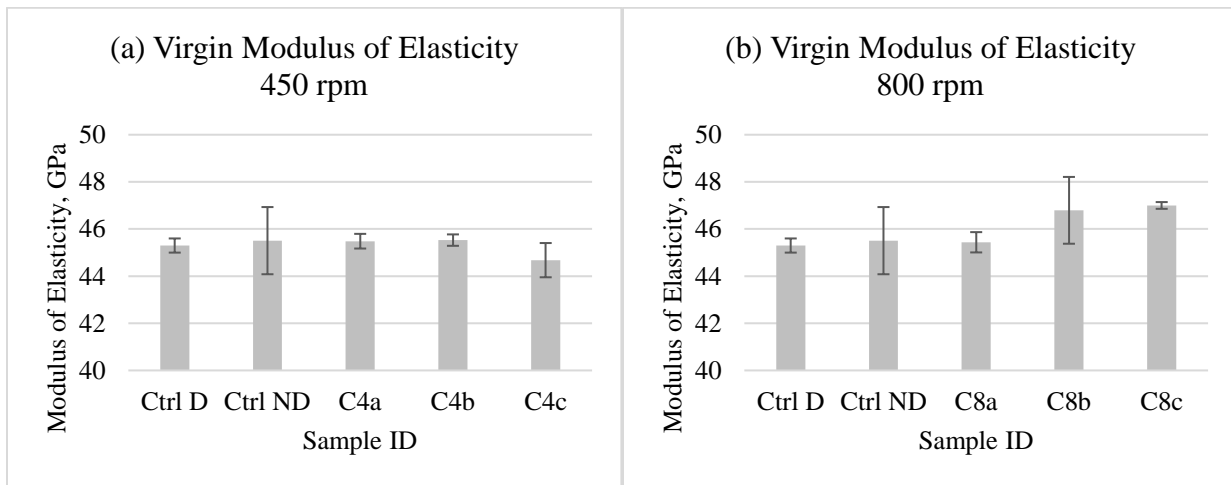 (a) Virgin Modulus of Elasticity
450 rpm
Modulus of Elasticity, GPa
50
48
46
44
42
40
Ctrl D Ctrl ND C4a C4b C4c
Sample ID
(b) Virgin Modulus of Elasticity
800 rpm
Modulus of Elasticity, GPa
50
48
46
44
42
40
Ctrl D Ctrl ND C8a C8b C8c
Sample ID